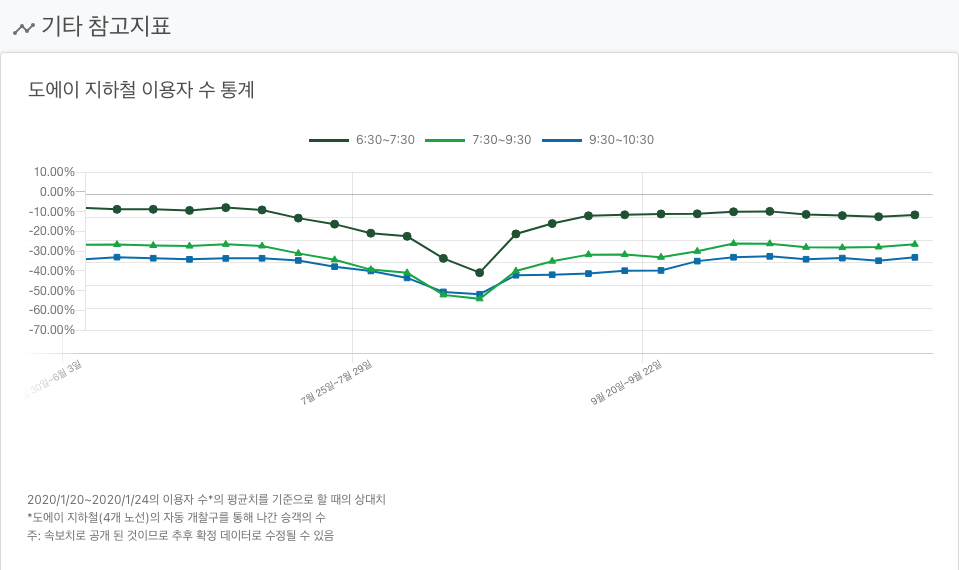 기타 참고지표
도에이 지하철 이용자 수 통계
6:30~7:30 7:30~9:30 9:30~10:30
10.00%
0.00%
-10.00%
-20.00%
-30.00%
-40.00%
-50.00%
-60.00%
-70.00%
30일~6월 3일
7월 25일~7월 29일
9월 20일~9월 22일
2020/1/20~2020/1/24의 이용자 수*의 평균치를 기준으로 할 때의 상대치
*도에이 지하철(4개 노선)의 자동 개찰구를 통해 나간 승객의 수
주: 속보치로 공개 된 것이므로 추후 확정 데이터로 수정될 수 있음